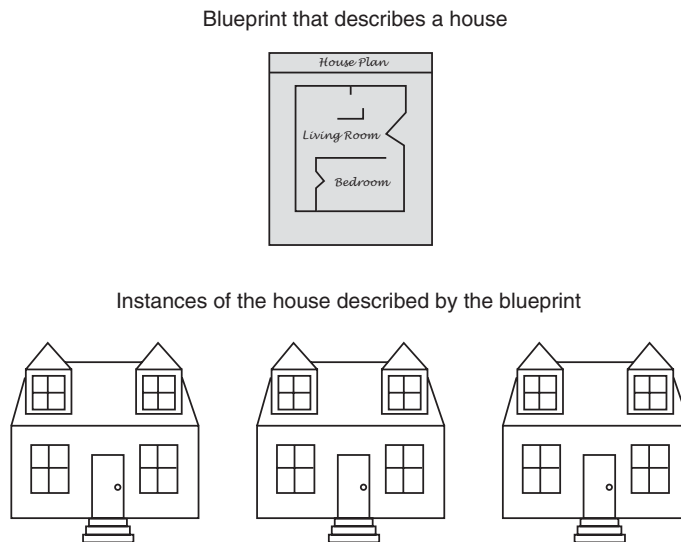 Blueprint that describes a house
House Plan
Living Room
Bedroom
Instances of the house described by the blueprint